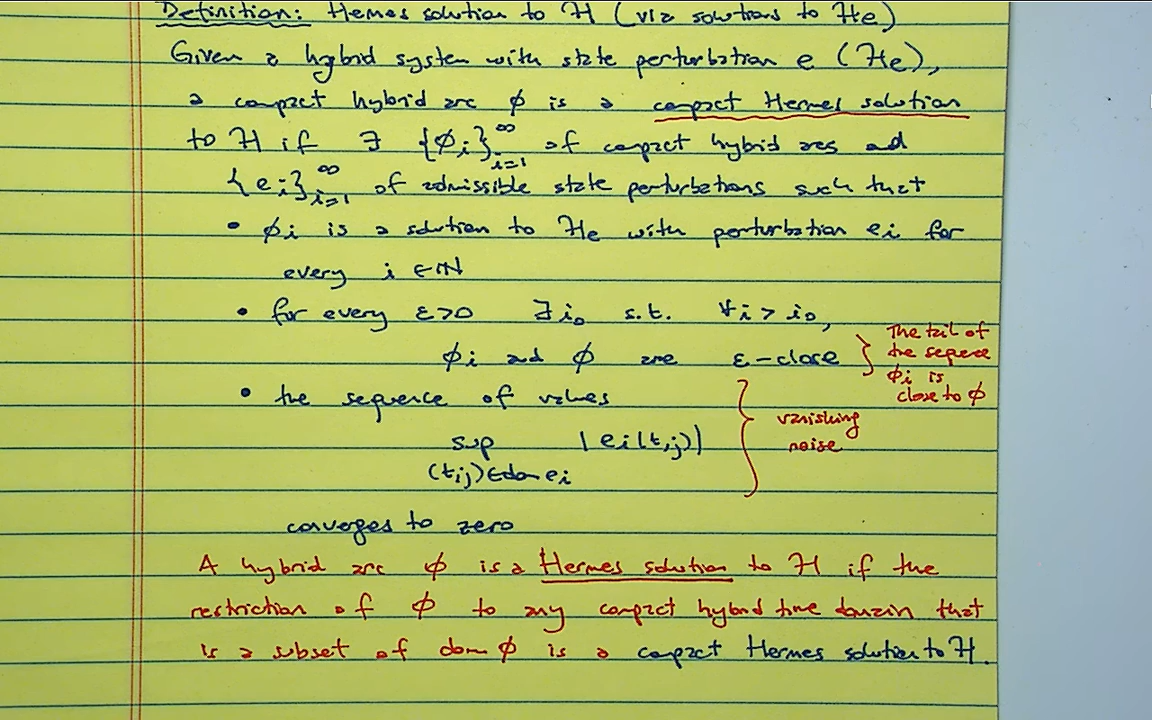 Definition: Hermes solution to H (via solutions to He)
Given a hybrid system with state perturbation e (He),
a compact hybrid arc φ is a compact Hermes solution
to H if ∃ {φi}∞i=1 of compact hybrid arcs and
{ei}∞i=1 of admissible state perturbations such that
• φi is a solution to He with perturbation ei for
every i ∈ ℕ
• for every ε>0 ∃ i0 s.t. ∀i > i0,
φi and φ are ε-close
The tail of
the sequence
φi is
close to φ
• the sequence of values
sup |ei(t,j)|
(t,j)∈dom ei
vanishing
noise
converges to zero
A hybrid arc φ is a Hermes solution to H if the
restriction of φ to any compact hybrid time domain that
is a subset of dom φ is a compact Hermes solution to H.